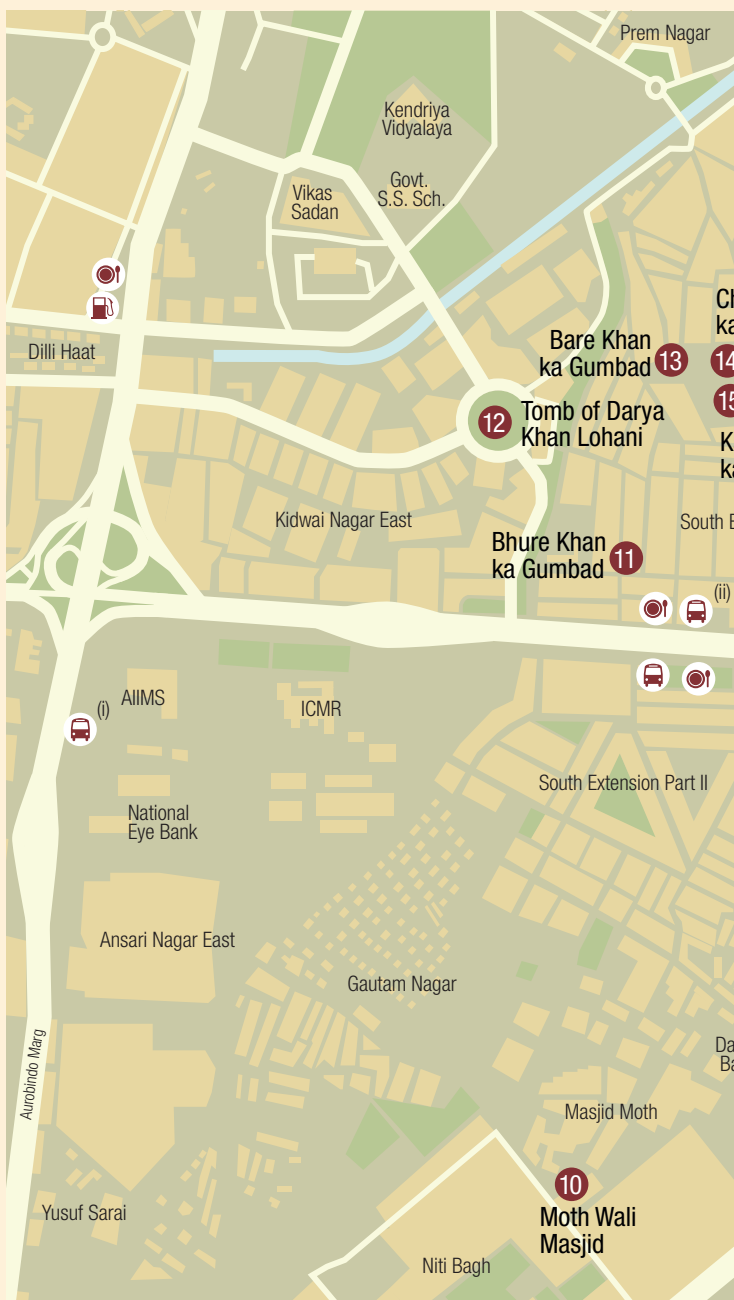 Prem Nagar
Kendriya
Vidyalaya
Govt.
S.S. Sch.
Vikas
Sadan
Dilli Haat
Bare Khan
ka Gumbad
13
14
15
12
Tomb of Darya
Khan Lohani
Kidwai Nagar East
Bhure Khan
ka Gumbad
11
(ii)
(i)
AIIMS
ICMR
South Extension Part II
National
Eye Bank
Ansari Nagar East
Gautam Nagar
Aurobindo Marg
Masjid Moth
10
Moth Wali
Masjid
Yusuf Sarai
Niti Bagh